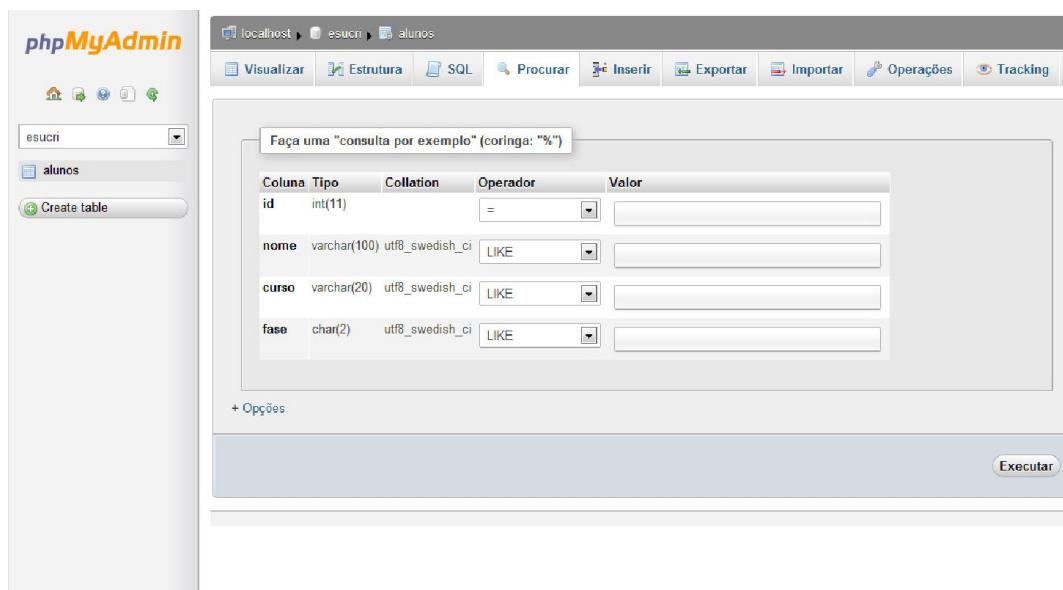 phpMyAdmin
localhost esucri alunos
Visualizar Estrutura SQL Procurar Inserir Exportar Importar Operações Tracking
esucri
alunos
Create table
Faça uma "consulta por exemplo" (coringa: "%")
Coluna Tipo Collation Operador Valor
id int(11) =
nome varchar(100) utf8_swedish_ci LIKE
curso varchar(20) utf8_swedish_ci LIKE
fase char(2) utf8_swedish_ci LIKE
+ Opções
Executar